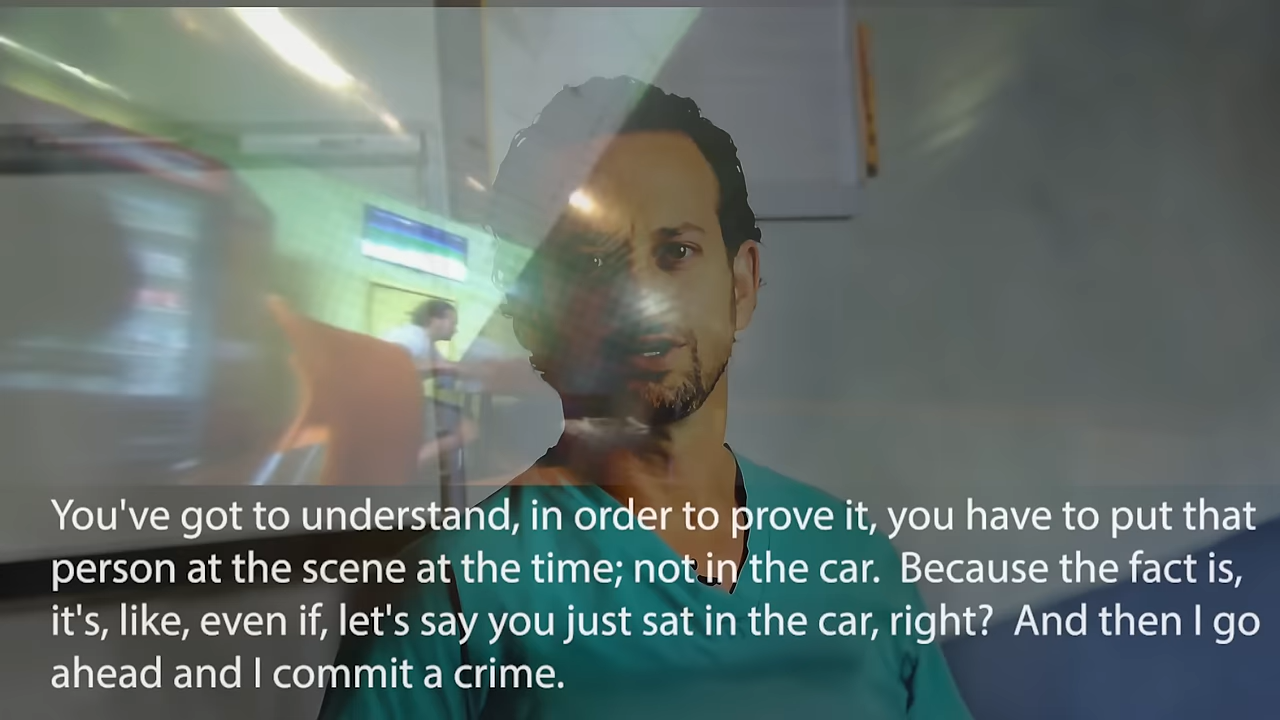 You've got to understand, in order to prove it, you have to put that
person at the scene at the time; not in the car.  Because the fact is,
it's, like, even if, let's say you just sat in the car, right?  And then I go
ahead and I commit a crime.